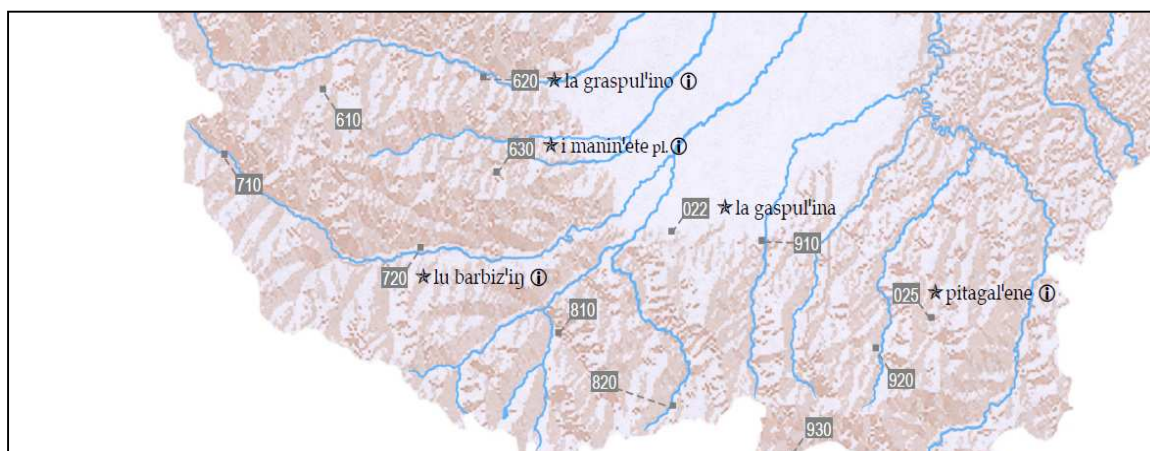 620 ✭la graspul'ino ⓘ
610
630 ✭i manin'ete pl.ⓘ
710
022 ✭la gaspul'ina
910
720
✭lu barbiz'iŋ ⓘ
025 ✭pitagal'ene ⓘ
810
920
820
930